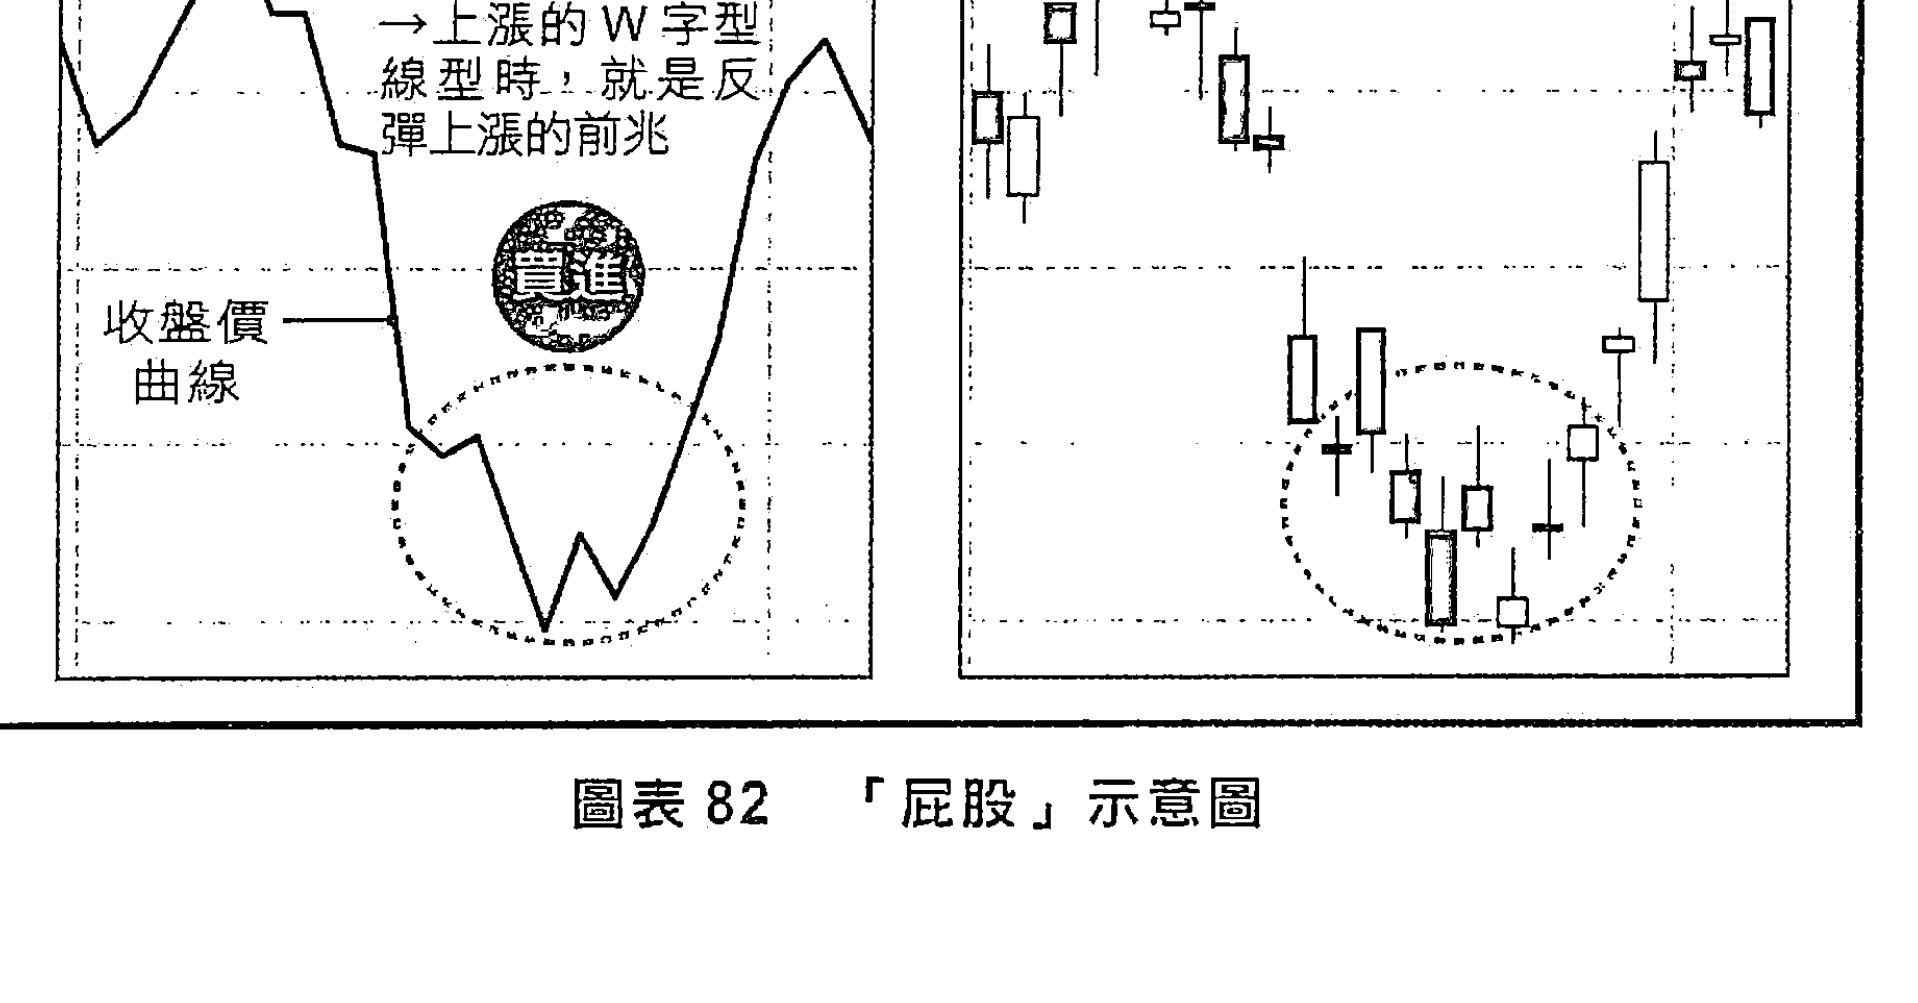 →上漲的W字型
線型時，就是反
彈上漲的前兆
買進
收盤價
曲線
圖表 82 「屁股」示意圖